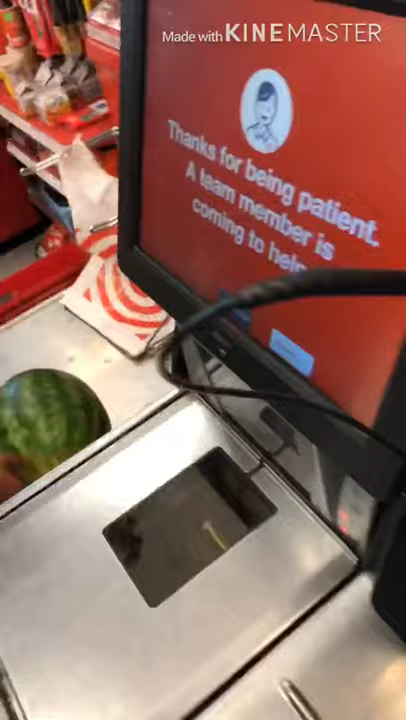 Made with KINEMASTER
Thanks for being patient.
A team member is
coming to help